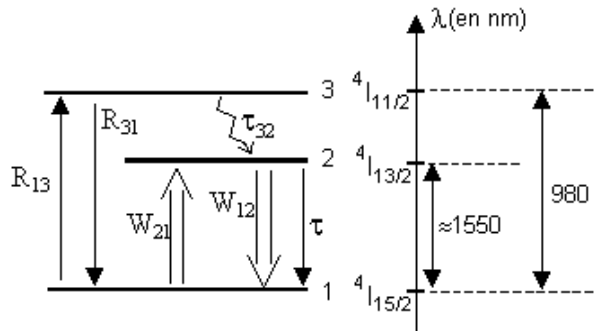 λ(en nm)
3 ⁴I₁₁/₂
R₃₁
τ₃₂
R₁₃
2 ⁴I₁₃/₂
W₂₁
W₁₂
τ
≈1550
980
1 ⁴I₁₅/₂